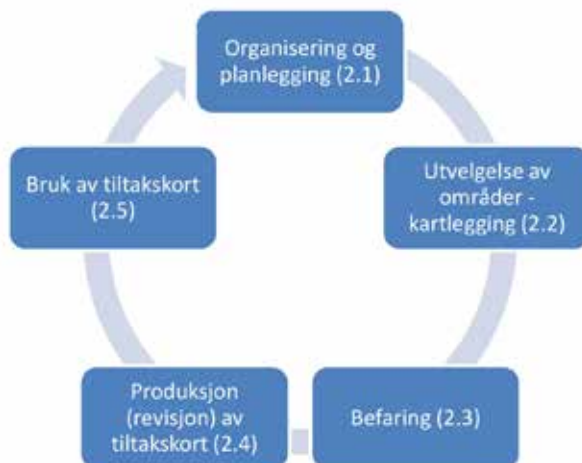 Organisering og
planlegging (2.1)
Utvelgelse av
områder -
kartlegging (2.2)
Befaring (2.3)
Produksjon
(revisjon) av
tiltakskort (2.4)
Bruk av tiltakskort
(2.5)